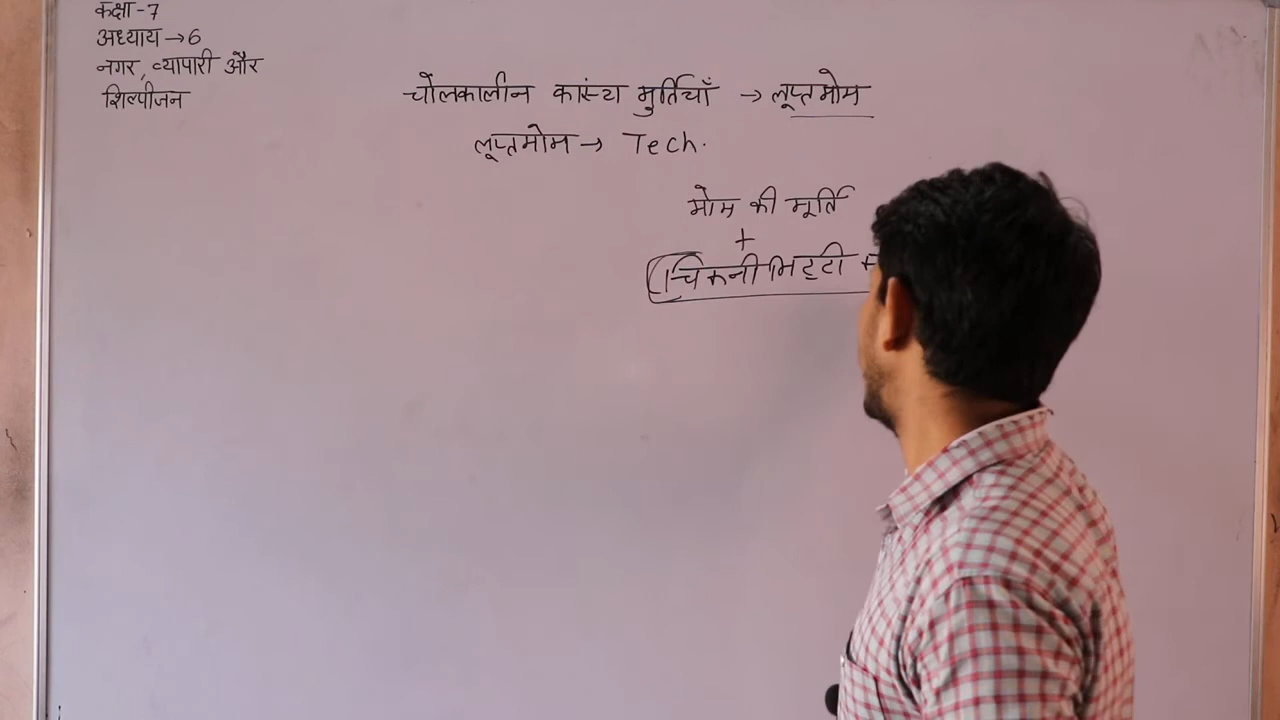 कक्षा-7
अध्याय → 6
नगर, व्यापारी और
शिल्पीजन
चोलकालीन कांस्य मुर्तियाँ → लूप्तमोम
लूप्तमोम → Tech.
मोम की मूर्ति
+
चिकनी मिट्टी +